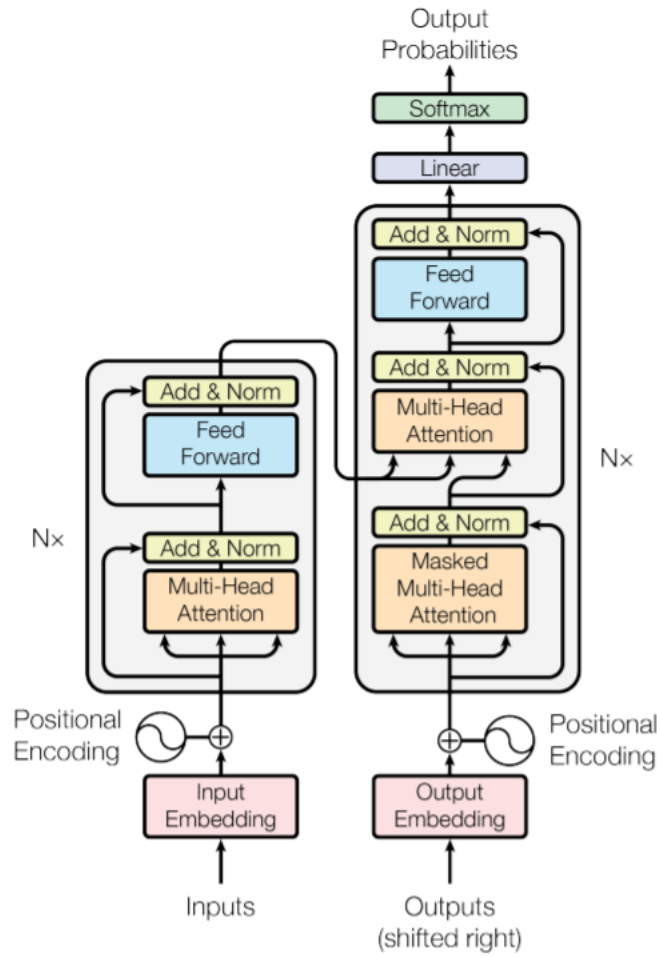 Output
Probabilities
Softmax
Linear
Add & Norm
Feed
Forward
Add & Norm
Multi-Head
Attention
Add & Norm
Masked
Multi-Head
Attention
N×
Add & Norm
Feed
Forward
Add & Norm
Multi-Head
Attention
N×
Positional
Encoding
Positional
Encoding
Input
Embedding
Output
Embedding
Inputs
Outputs
(shifted right)